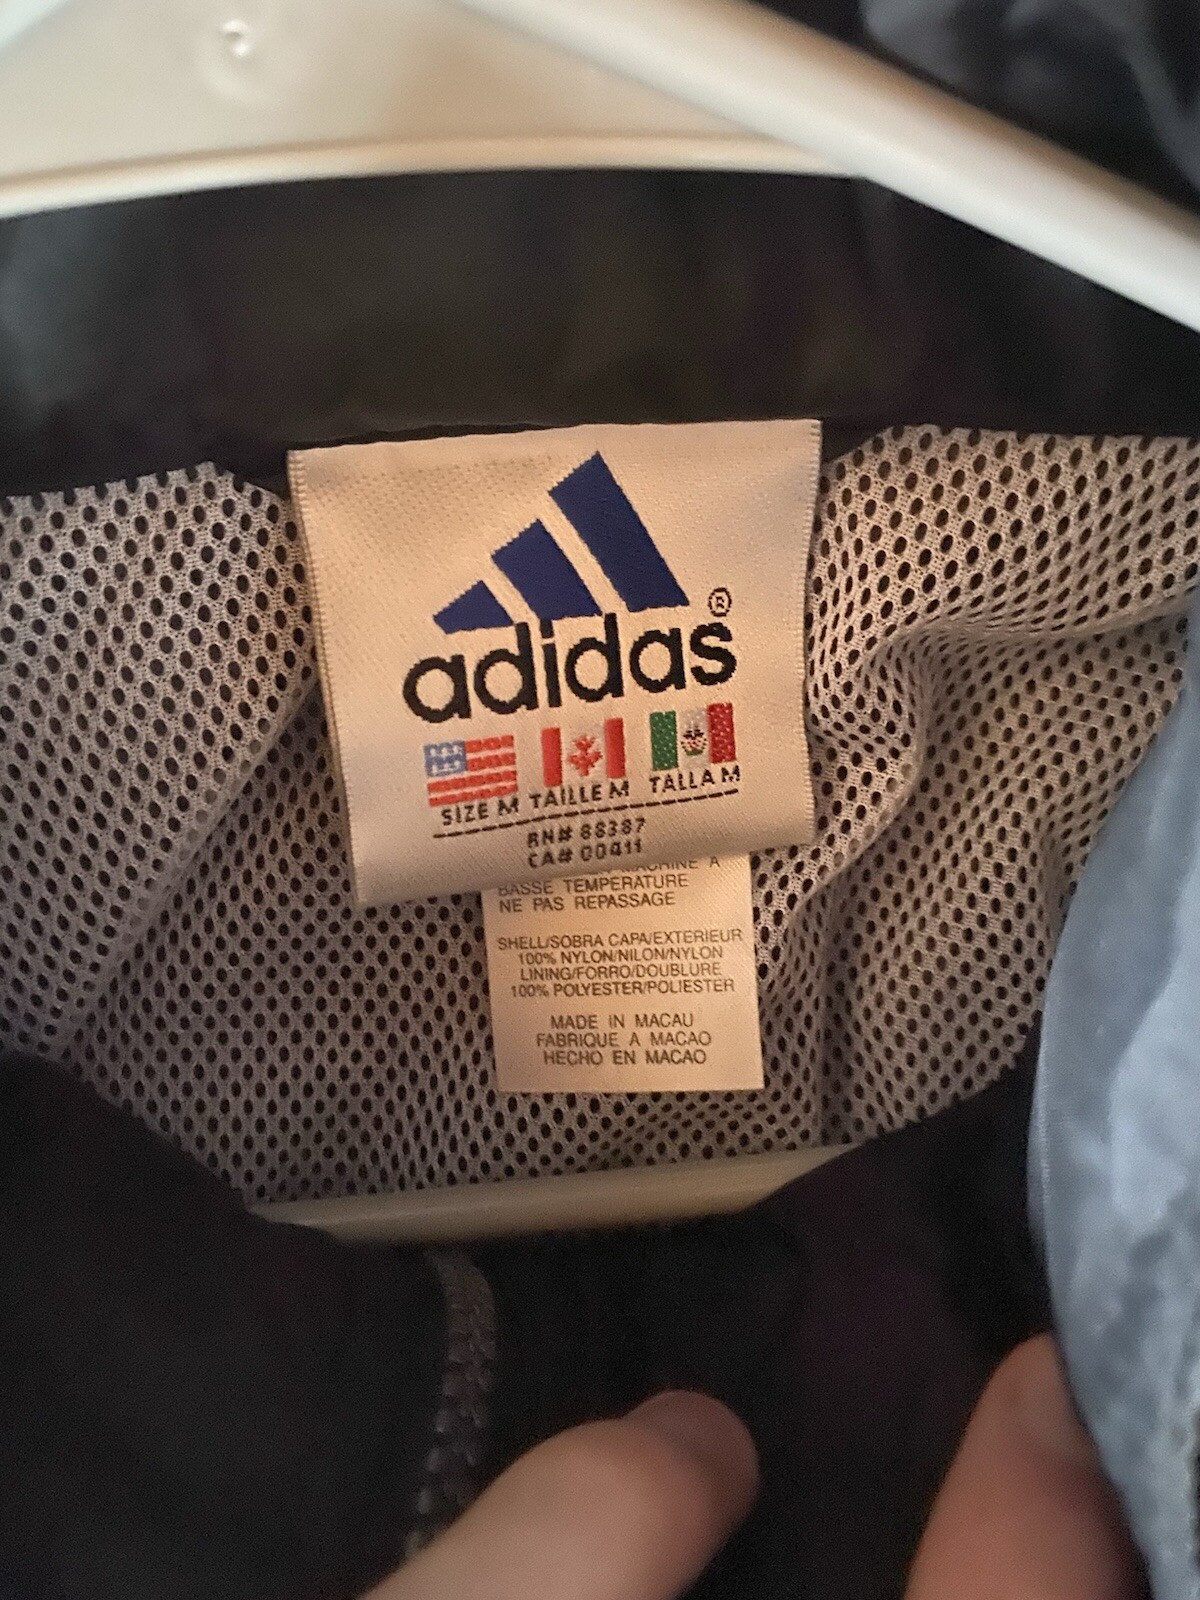 adidas®
SIZE M TAILLE M TALLA M
RN# 88387
CA# 00411
MACHINE A
BASSE TEMPERATURE
NE PAS REPASSAGE
SHELL/SOBRA CAPA/EXTERIEUR
100% NYLON/NILON/NYLON
LINING/FORRO/DOUBLURE
100% POLYESTER/POLIESTER
MADE IN MACAU
FABRIQUE A MACAO
HECHO EN MACAO